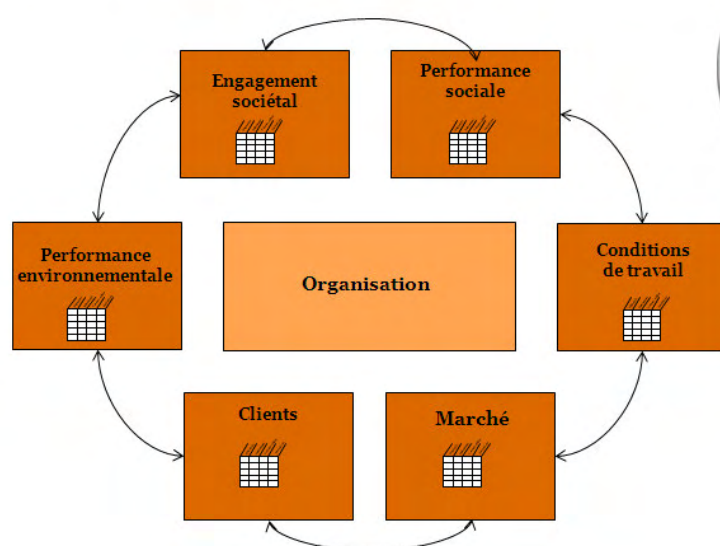 Engagement
sociétal
Performance
sociale
Performance
environnementale
Organisation
Conditions
de travail
Clients
Marché